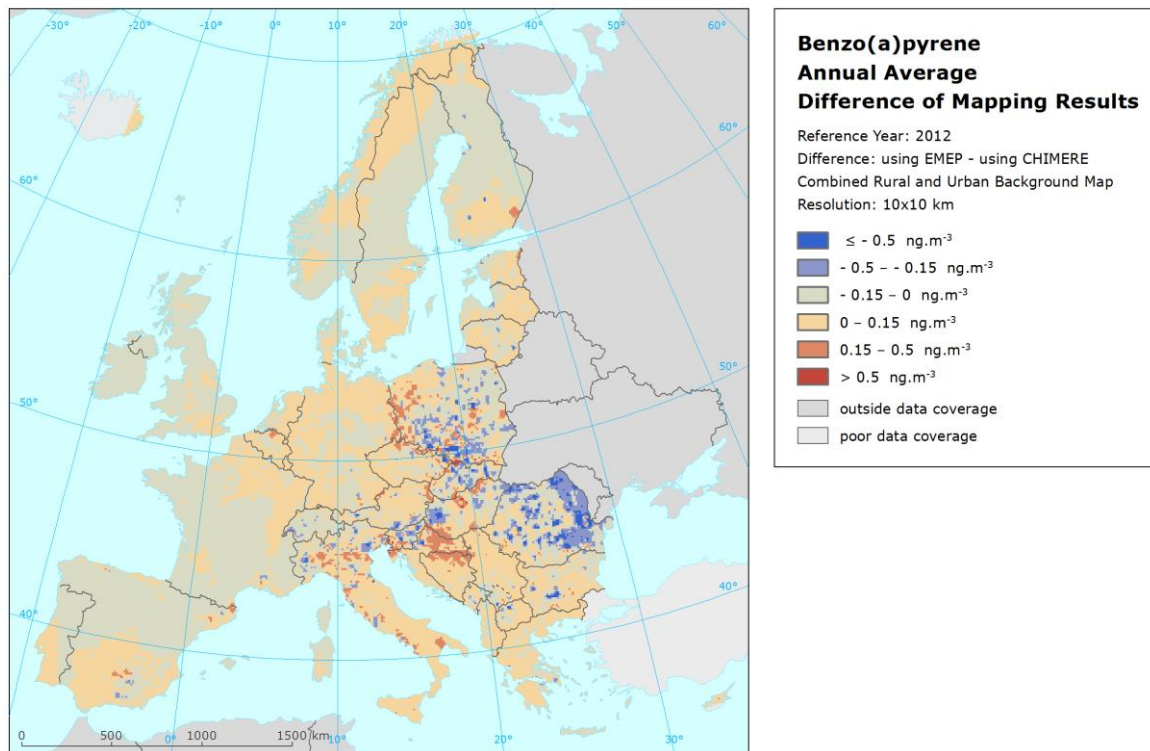 -30° -20° -10° 0° 10° 20° 30° 40° 50° 60°
60°
60°
50°
50°
40°
40°
0 500 1000 1500 km
0° 10° 20° 30°
Benzo(a)pyrene
Annual Average
Difference of Mapping Results
Reference Year: 2012
Difference: using EMEP - using CHIMERE
Combined Rural and Urban Background Map
Resolution: 10x10 km
≤ - 0.5 ng.m⁻³
- 0.5 – - 0.15 ng.m⁻³
- 0.15 – 0 ng.m⁻³
0 – 0.15 ng.m⁻³
0.15 – 0.5 ng.m⁻³
> 0.5 ng.m⁻³
outside data coverage
poor data coverage